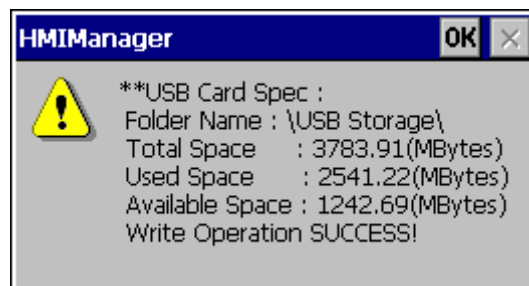 HMIManager OK
**USB Card Spec :
Folder Name : \USB Storage\
Total Space : 3783.91(MBytes)
Used Space : 2541.22(MBytes)
Available Space : 1242.69(MBytes)
Write Operation SUCCESS!